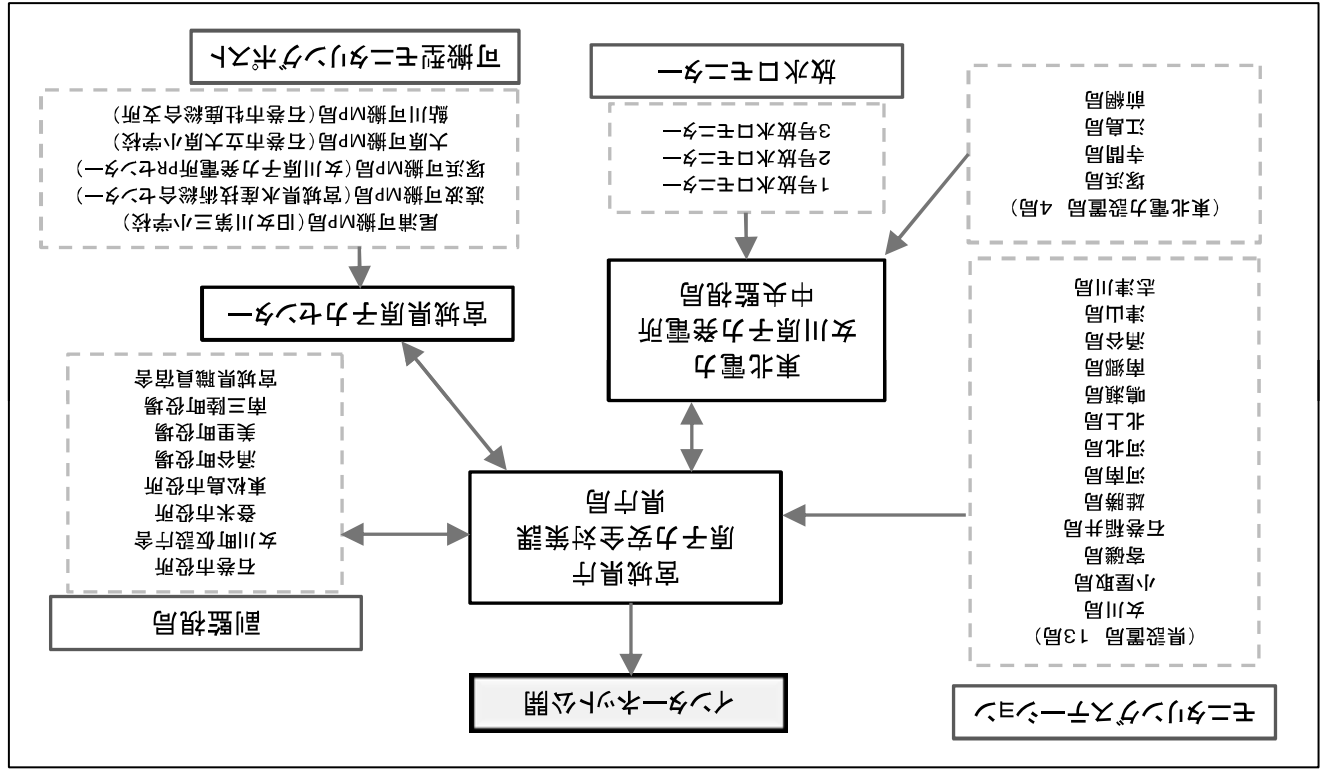 モニタリングステーション
(県設置局 13局)
女川局
小屋取局
寄磯局
石巻稲井局
雄勝局
河南局
河北局
北上局
鳴瀬局
南郷局
涌谷局
津山局
志津川局
(東北電力設置局 4局)
塚浜局
寺間局
江島局
前網局
インターネット公開
宮城県庁
原子力安全対策課
県庁局
東北電力
女川原子力発電所
中央監視局
1号放水口モニター
2号放水口モニター
3号放水口モニター
放水口モニター
副監視局
石巻市役所
女川町仮設庁舎
登米市役所
東松島市役所
涌谷町役場
美里町役場
南三陸町役場
宮城県職員宿舎
宮城県原子力センター
尾浦可搬MP局(旧女川第三小学校)
渡波可搬MP局(宮城県水産技術総合センター)
塚浜可搬MP局(女川原子力発電所PRセンター)
大原可搬MP局(石巻市立大原小学校)
鮎川可搬MP局(石巻市牡鹿総合支所)
可搬型モニタリングポスト